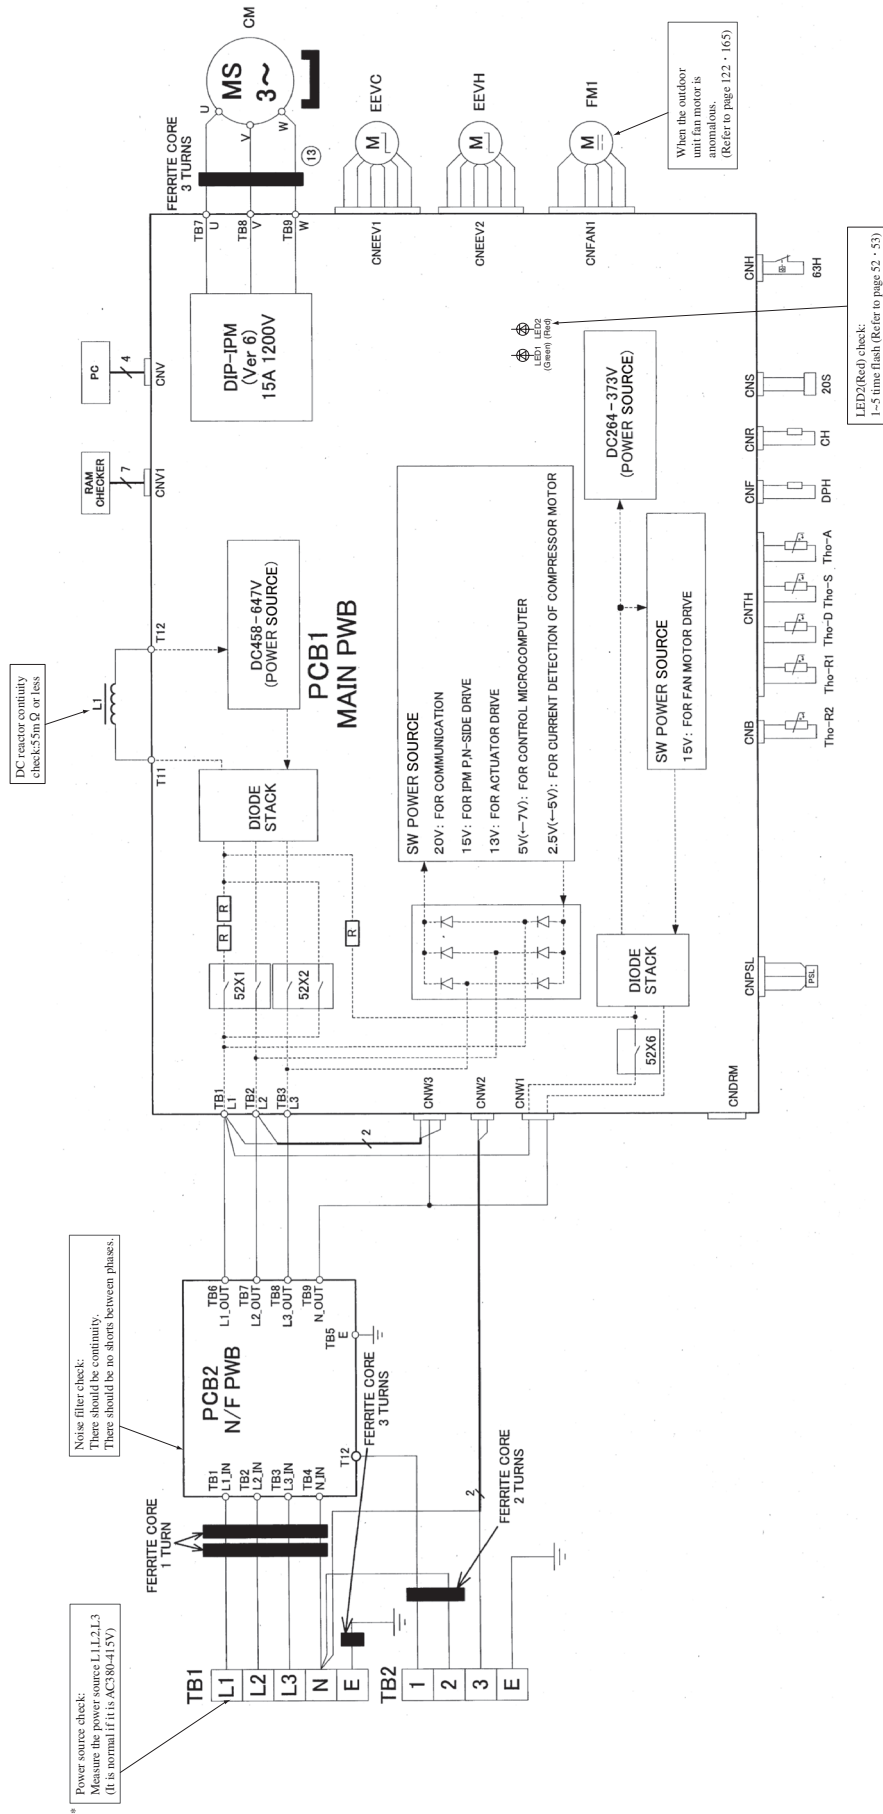 *
Power source check:
Measure the power source L1,L2,L3
(It is normal if it is AC380-415V)
TB1
L1
L2
L3
N
E
TB2
1
2
3
E
FERRITE CORE
1 TURN
FERRITE CORE
3 TURNS
FERRITE CORE
2 TURNS
2
Noise filter check:
There should be continuity.
There should be no shorts between phases.
PCB2
N/F PWB
TB1
L1_IN
TB2
L2_IN
TB3
L3_IN
TB4
N_IN
T12
TB5
E
TB6
L1_OUT
TB7
L2_OUT
TB8
L3_OUT
TB9
N_OUT
2
TB1
L1
TB2
L2
TB3
L3
CNW3
CNW2
CNW1
CNDRM
52X1
52X2
R
R
R
52X6
DIODE
STACK
DIODE
STACK
DC reactor contiuity
check:55mΩ or less
L1
T11
T12
DC458-647V
(POWER SOURCE)
PCB1
MAIN PWB
SW POWER SOURCE
20V: FOR COMMUNICATION
15V: FOR IPM P,N-SIDE DRIVE
13V: FOR ACTUATOR DRIVE
5V(←7V): FOR CONTROL MICROCOMPUTER
2.5V(←5V): FOR CURRENT DETECTION OF COMPRESSOR MOTOR
SW POWER SOURCE
15V: FOR FAN MOTOR DRIVE
DC264-373V
(POWER SOURCE)
RAM
CHECKER
7
CNV1
PC
4
CNV
DIP-IPM
(Ver 6)
15A 1200V
LED1
(Green)
LED2
(Red)
TB7
U
TB8
V
TB9
W
FERRITE CORE
3 TURNS
13
U
V
W
MS
3~
CM
CNEEV1
M
EEVC
CNEEV2
M
EEVH
CNFAN1
M
FM1
When the outdoor
unit fan motor is
anomalous.
(Refer to page 122・165)
CNPSL
PSL
CNB
Tho-R2
CNTH
Tho-R1
Tho-D
Tho-S
Tho-A
CNF
DPH
CNR
CH
CNS
20S
CNH
63H
LED2(Red) check:
1~5 time flash (Refer to page 52・53)